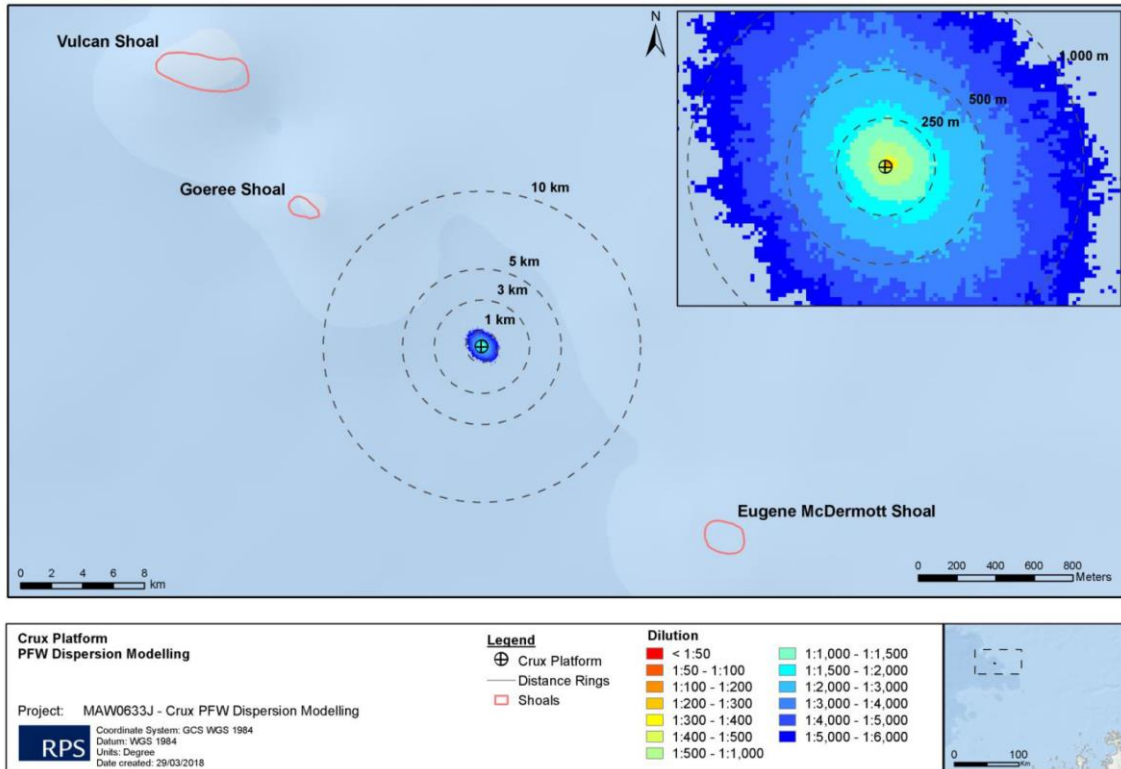 Vulcan Shoal
Goeree Shoal
10 km
5 km
3 km
1 km
Eugene McDermott Shoal
N
1,000 m
500 m
250 m
0 2 4 6 8
km
0 200 400 600 800
Meters
Crux Platform
PFW Dispersion Modelling
Project: MAW0633J - Crux PFW Dispersion Modelling
RPS
Coordinate System: GCS WGS 1984
Datum: WGS 1984
Units: Degree
Date created: 29/03/2018
Legend
Crux Platform
Distance Rings
Shoals
Dilution
< 1:50
1:50 - 1:100
1:100 - 1:200
1:200 - 1:300
1:300 - 1:400
1:400 - 1:500
1:500 - 1:1,000
1:1,000 - 1:1,500
1:1,500 - 1:2,000
1:2,000 - 1:3,000
1:3,000 - 1:4,000
1:4,000 - 1:5,000
1:5,000 - 1:6,000
0 100
Km